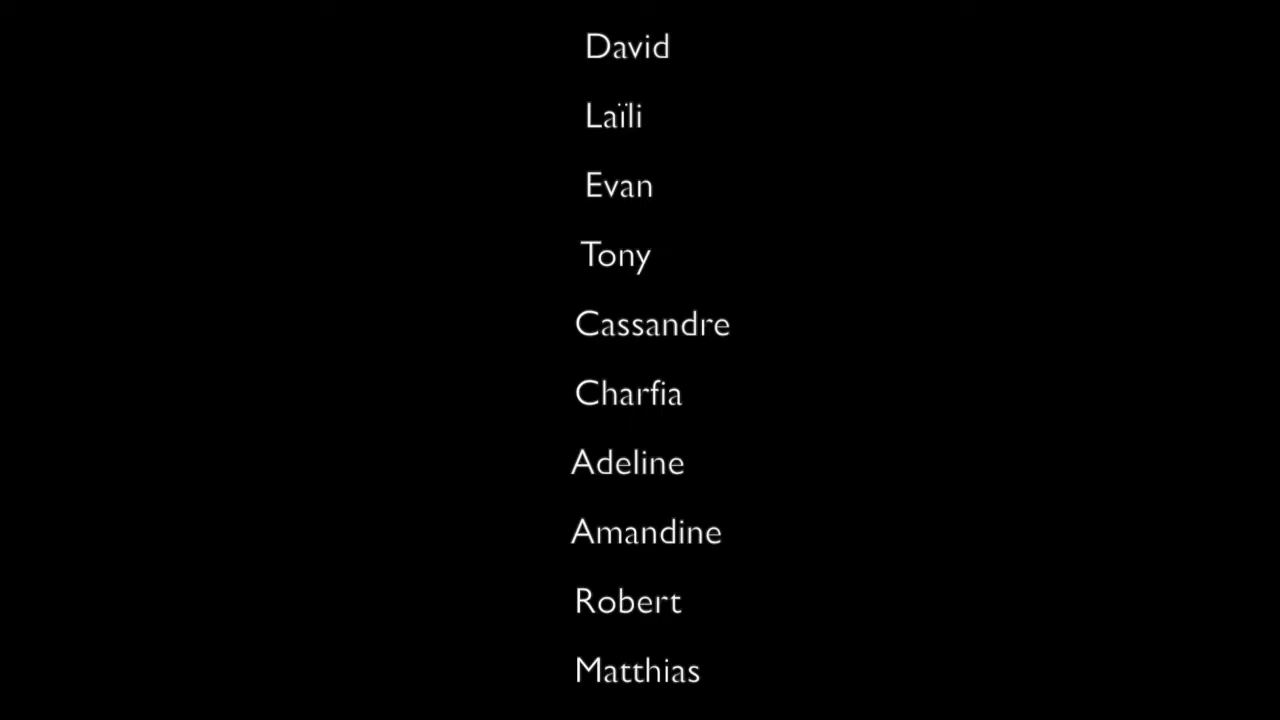 David
Laïli
Evan
Tony
Cassandre
Charfia
Adeline
Amandine
Robert
Matthias